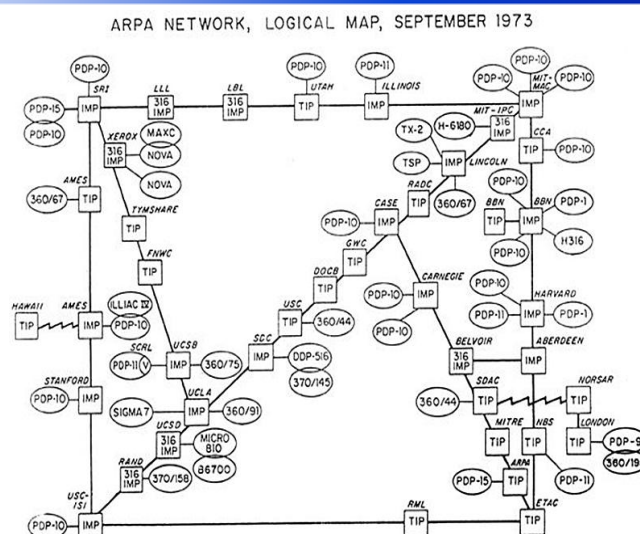 ARPA NETWORK, LOGICAL MAP, SEPTEMBER 1973
PDP-10
SRI
PDP-15
PDP-10
IMP
LLL
316
IMP
LBL
316
IMP
PDP-10
UTAH
TIP
PDP-11
ILLINOIS
IMP
PDP-10
PDP-10
MIT-
MAC
PDP-10
IMP
MIT-IPC
H-6180
316
IMP
CCA
TIP
PDP-10
XEROX
316
IMP
MAXC
NOVA
NOVA
TX-2
TSP
IMP
LINCOLN
360/67
RADC
TIP
AMES
360/67
TIP
TYMSHARE
TIP
FNWC
TIP
CASE
PDP-10
IMP
GWC
TIP
DOCB
TIP
USC
TIP
360/44
SDC
IMP
DDP-516
370/145
PDP-10
BBN
TIP
BBN
IMP
PDP-1
H316
PDP-10
CARNEGIE
PDP-10
IMP
PDP-10
PDP-10
HARVARD
PDP-11
IMP
PDP-1
HAWAII
TIP
AMES
IMP
ILLIAC IV
PDP-10
SCRL
PDP-11 V
UCSB
IMP
360/75
BELVOIR
316
IMP
ABERDEEN
IMP
STANFORD
PDP-10
IMP
UCLA
SIGMA7
IMP
360/91
SDAC
360/44
TIP
NORSAR
TIP
UCSD
316
IMP
MICRO
810
B6700
MITRE
TIP
NBS
TIP
PDP-11
LONDON
TIP
PDP-9
360/19
RAND
316
IMP
370/158
ARPA
PDP-15
TIP
USC-
ISI
PDP-10
IMP
RML
TIP
ETAC
TIP